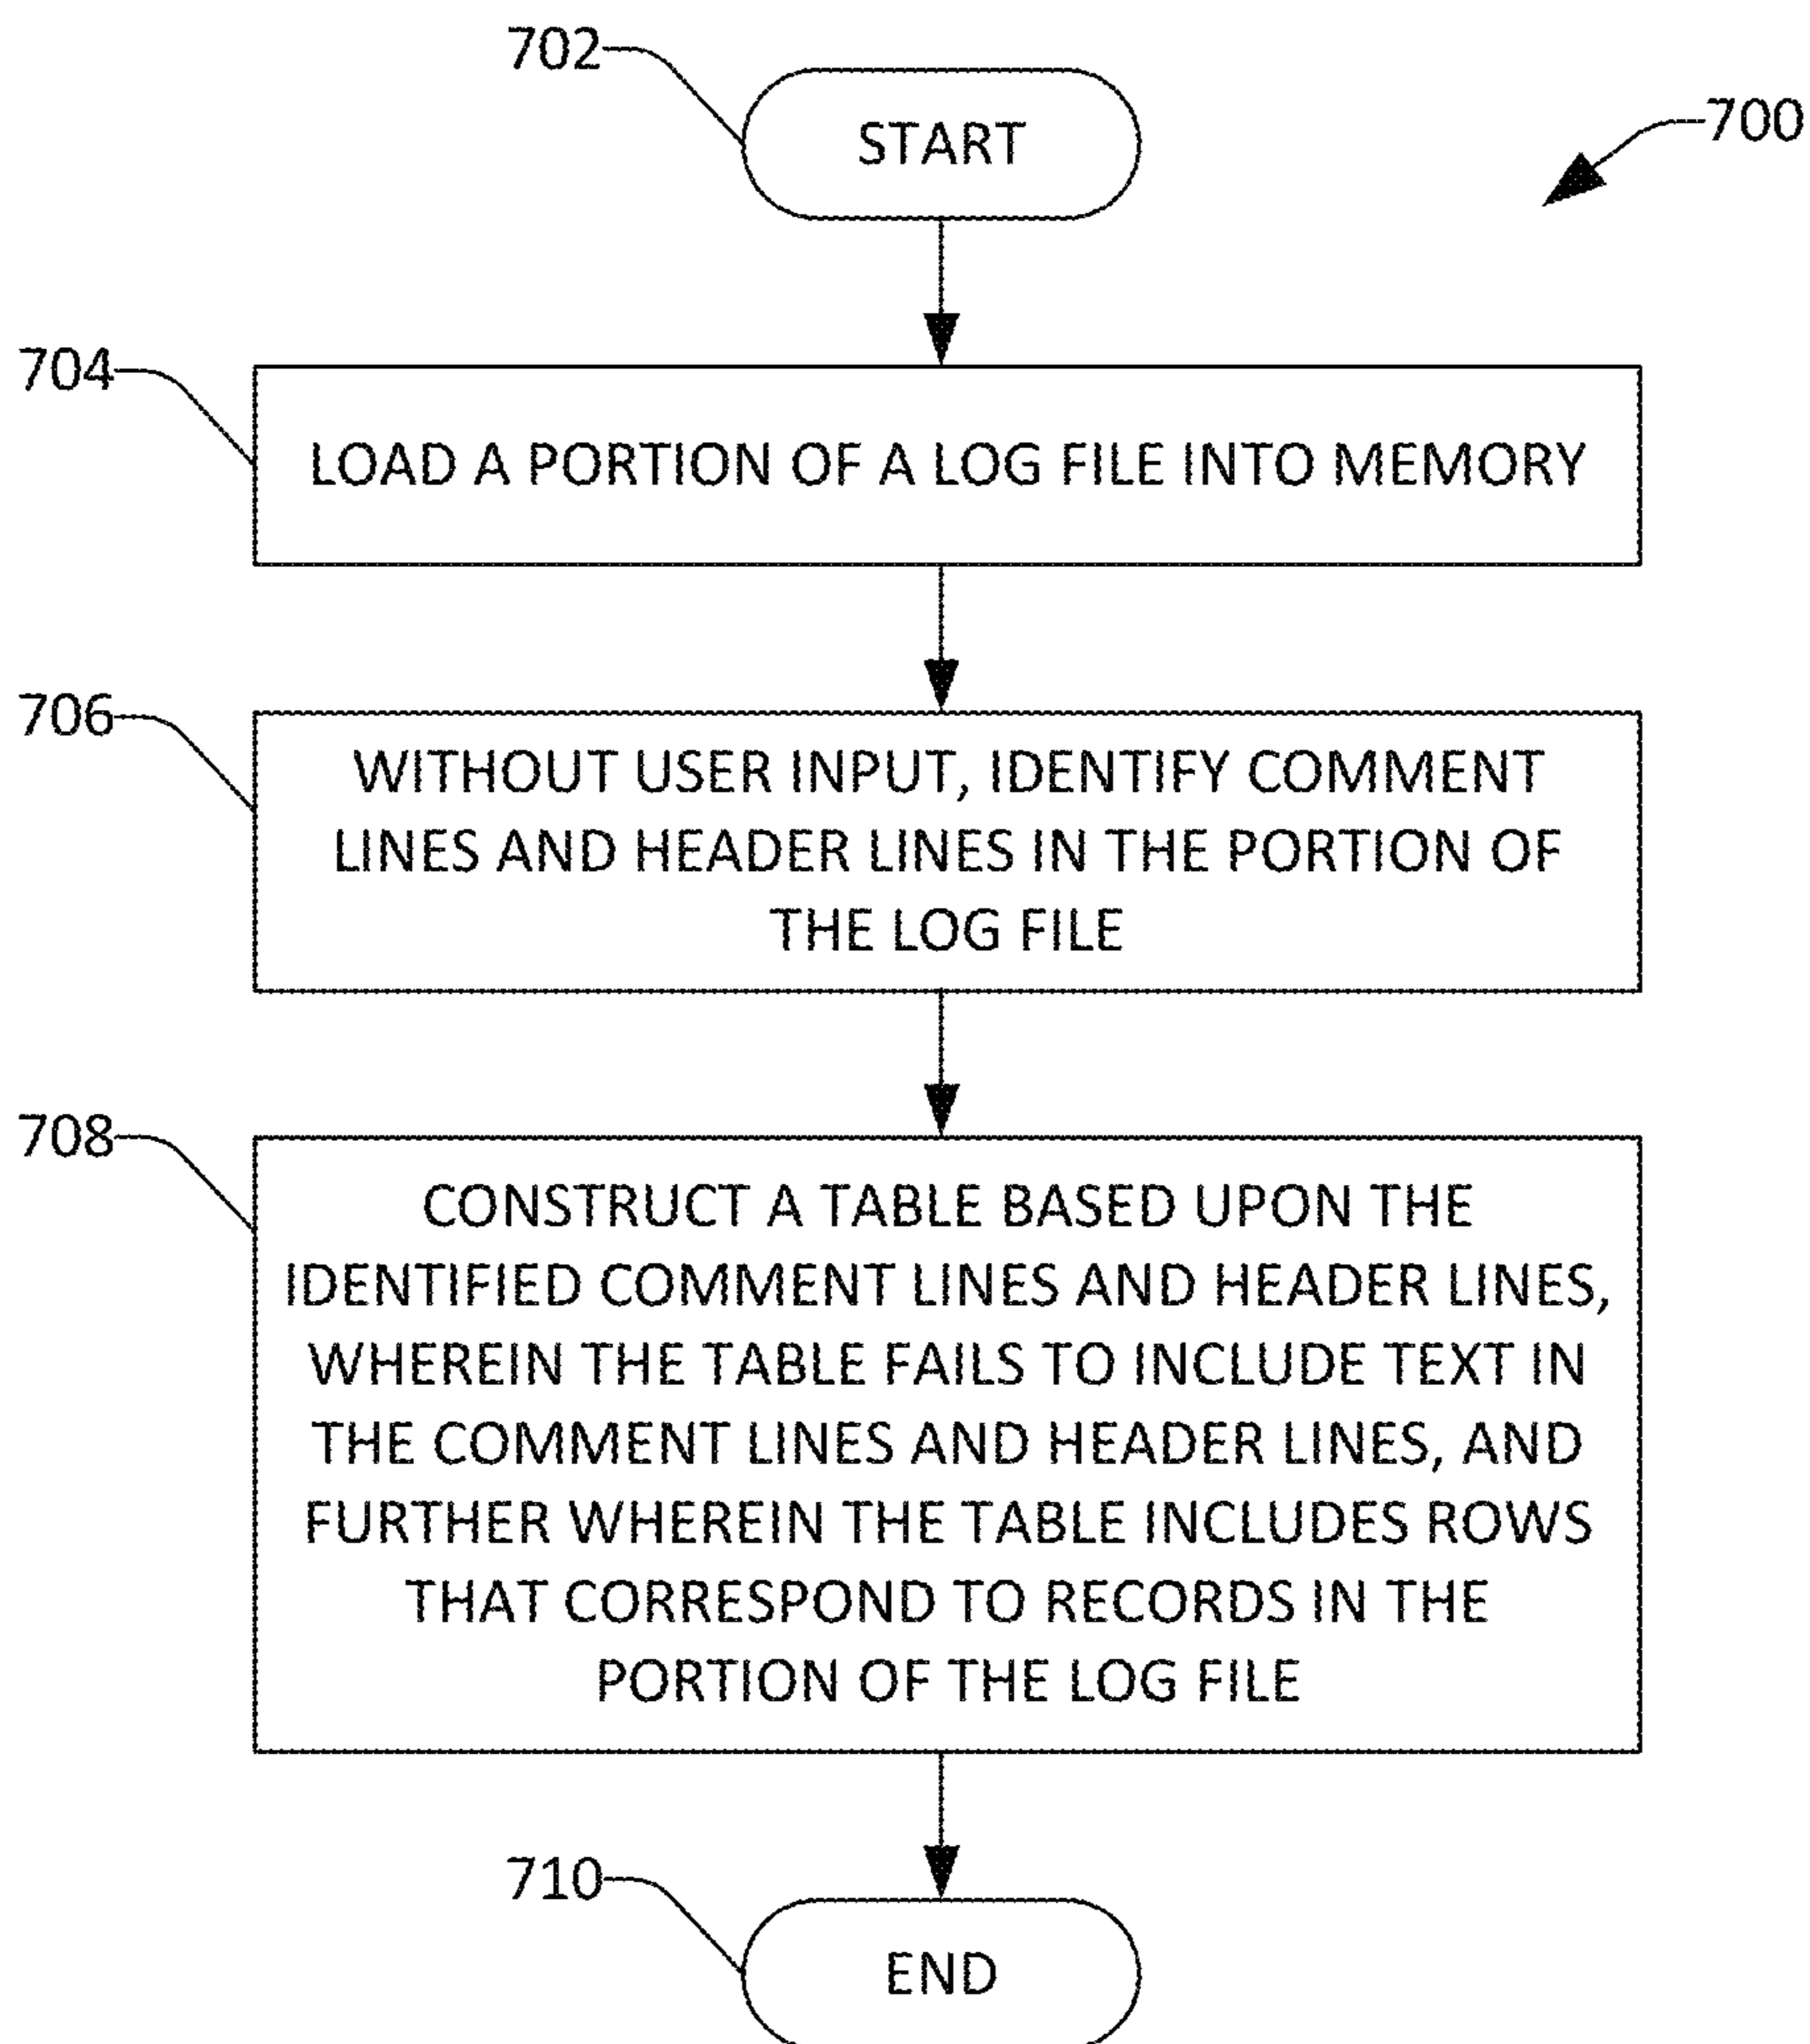 702
START
700
704
LOAD A PORTION OF A LOG FILE INTO MEMORY
706
WITHOUT USER INPUT, IDENTIFY COMMENT
LINES AND HEADER LINES IN THE PORTION OF
THE LOG FILE
708
CONSTRUCT A TABLE BASED UPON THE
IDENTIFIED COMMENT LINES AND HEADER LINES,
WHEREIN THE TABLE FAILS TO INCLUDE TEXT IN
THE COMMENT LINES AND HEADER LINES, AND
FURTHER WHEREIN THE TABLE INCLUDES ROWS
THAT CORRESPOND TO RECORDS IN THE
PORTION OF THE LOG FILE
710
END